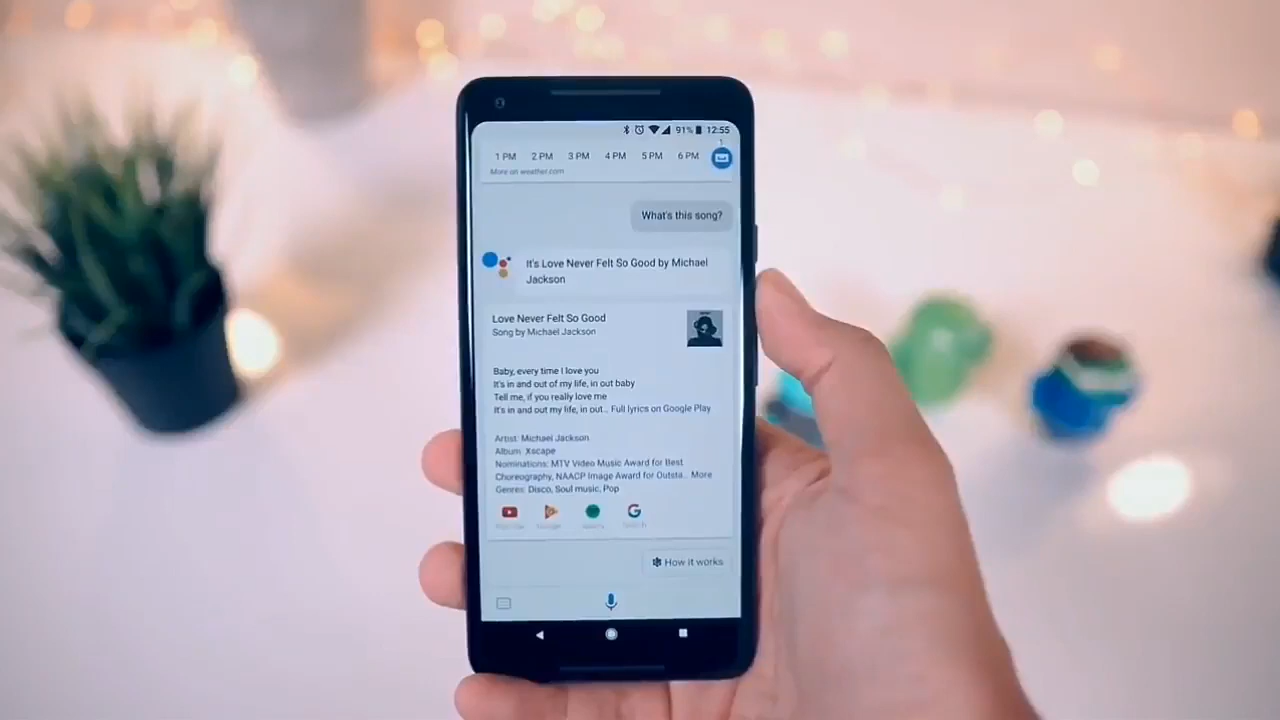 91% 12:55
1
1 PM 2 PM 3 PM 4 PM 5 PM 6 PM
More on weather.com
What's this song?
It's Love Never Felt So Good by Michael
Jackson
Love Never Felt So Good
Song by Michael Jackson
Baby, every time I love you
It's in and out of my life, in out baby
Tell me, if you really love me
It's in and out my life, in out... Full lyrics on Google Play
Artist: Michael Jackson
Album: Xscape
Nominations: MTV Video Music Award for Best
Choreography, NAACP Image Award for Outsta... More
Genres: Disco, Soul music, Pop
How it works